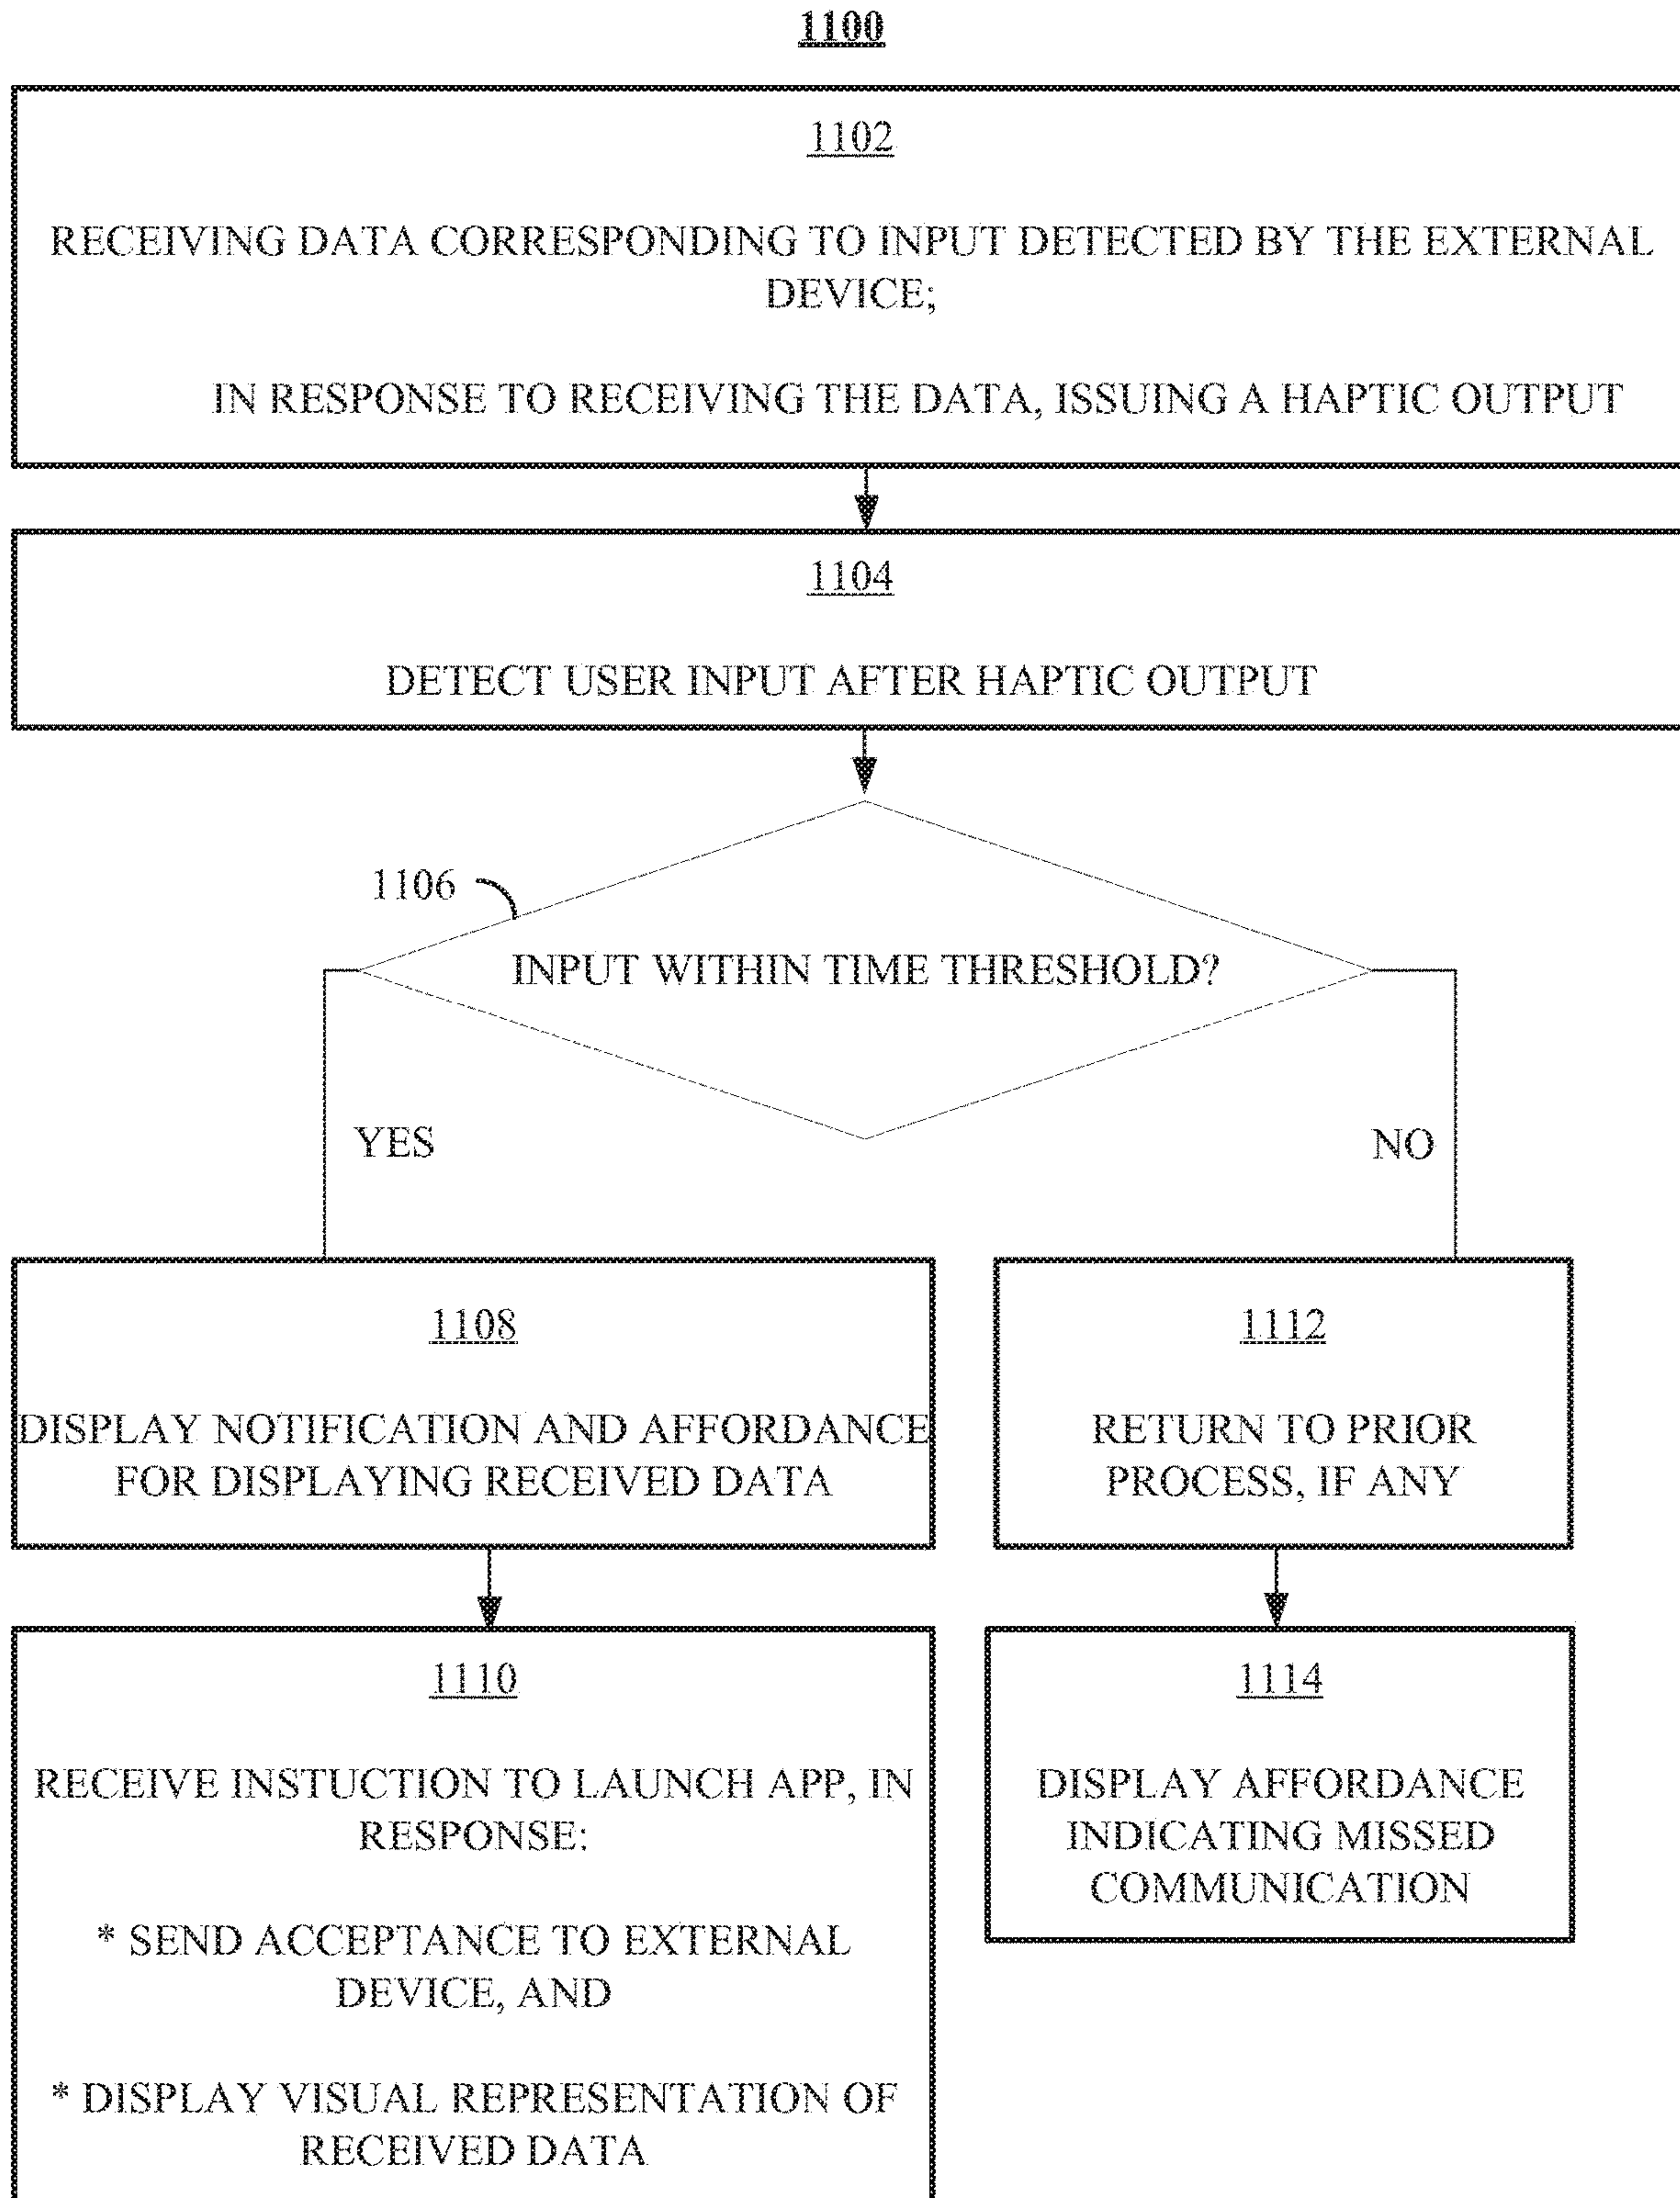 1100
1102
RECEIVING DATA CORRESPONDING TO INPUT DETECTED BY THE EXTERNAL
DEVICE;
IN RESPONSE TO RECEIVING THE DATA, ISSUING A HAPTIC OUTPUT
1104
DETECT USER INPUT AFTER HAPTIC OUTPUT
1106
INPUT WITHIN TIME THRESHOLD?
YES
NO
1108
DISPLAY NOTIFICATION AND AFFORDANCE
FOR DISPLAYING RECEIVED DATA
1112
RETURN TO PRIOR
PROCESS, IF ANY
1110
RECEIVE INSTUCTION TO LAUNCH APP, IN
RESPONSE:
* SEND ACCEPTANCE TO EXTERNAL
DEVICE, AND
* DISPLAY VISUAL REPRESENTATION OF
RECEIVED DATA
1114
DISPLAY AFFORDANCE
INDICATING MISSED
COMMUNICATION